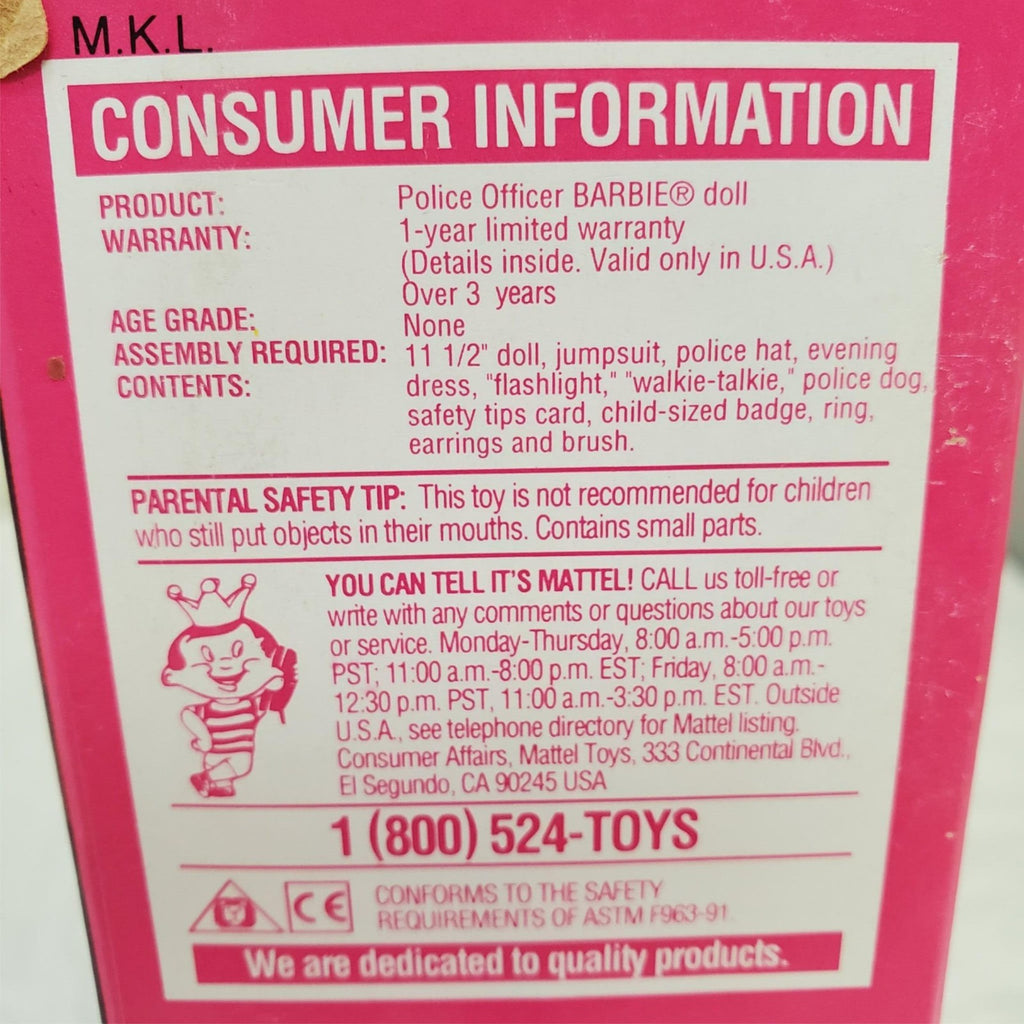 M.K.L.
CONSUMER INFORMATION
PRODUCT: Police Officer BARBIE® doll
WARRANTY: 1-year limited warranty
(Details inside. Valid only in U.S.A.)
AGE GRADE: Over 3 years
ASSEMBLY REQUIRED: None
CONTENTS: 11 1/2" doll, jumpsuit, police hat, evening
dress, "flashlight," "walkie-talkie," police dog,
safety tips card, child-sized badge, ring,
earrings and brush.
PARENTAL SAFETY TIP: This toy is not recommended for children
who still put objects in their mouths. Contains small parts.
YOU CAN TELL IT'S MATTEL! CALL us toll-free or
write with any comments or questions about our toys
or service. Monday-Thursday, 8:00 a.m.-5:00 p.m.
PST; 11:00 a.m.-8:00 p.m. EST; Friday, 8:00 a.m.-
12:30 p.m. PST, 11:00 a.m.-3:30 p.m. EST. Outside
U.S.A., see telephone directory for Mattel listing.
Consumer Affairs, Mattel Toys, 333 Continental Blvd.,
El Segundo, CA 90245 USA
1 (800) 524-TOYS
CE CONFORMS TO THE SAFETY
REQUIREMENTS OF ASTM F963-91.
We are dedicated to quality products.